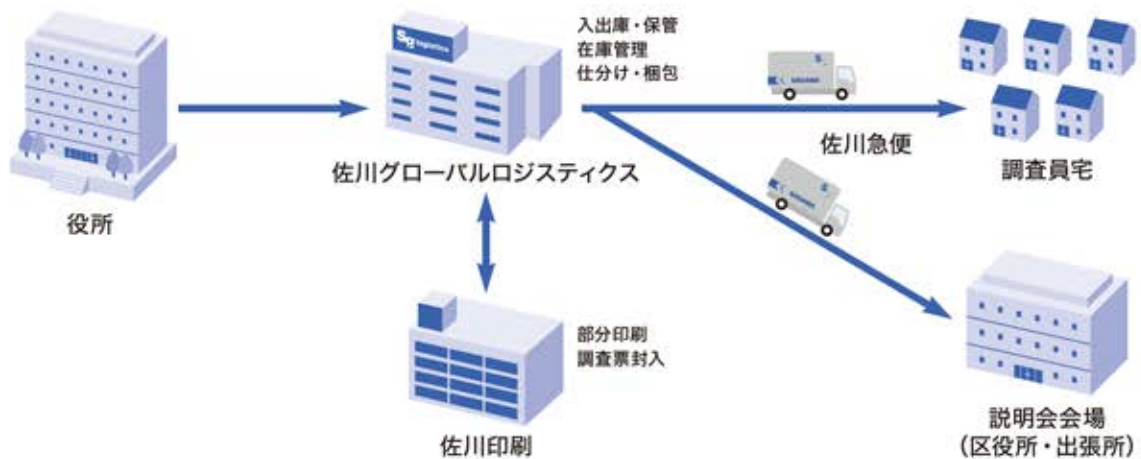 SG logistics
入出庫・保管
在庫管理
仕分け・梱包
佐川急便
調査員宅
佐川グローバルロジスティクス
役所
部分印刷
調査票封入
佐川印刷
説明会会場
（区役所・出張所）